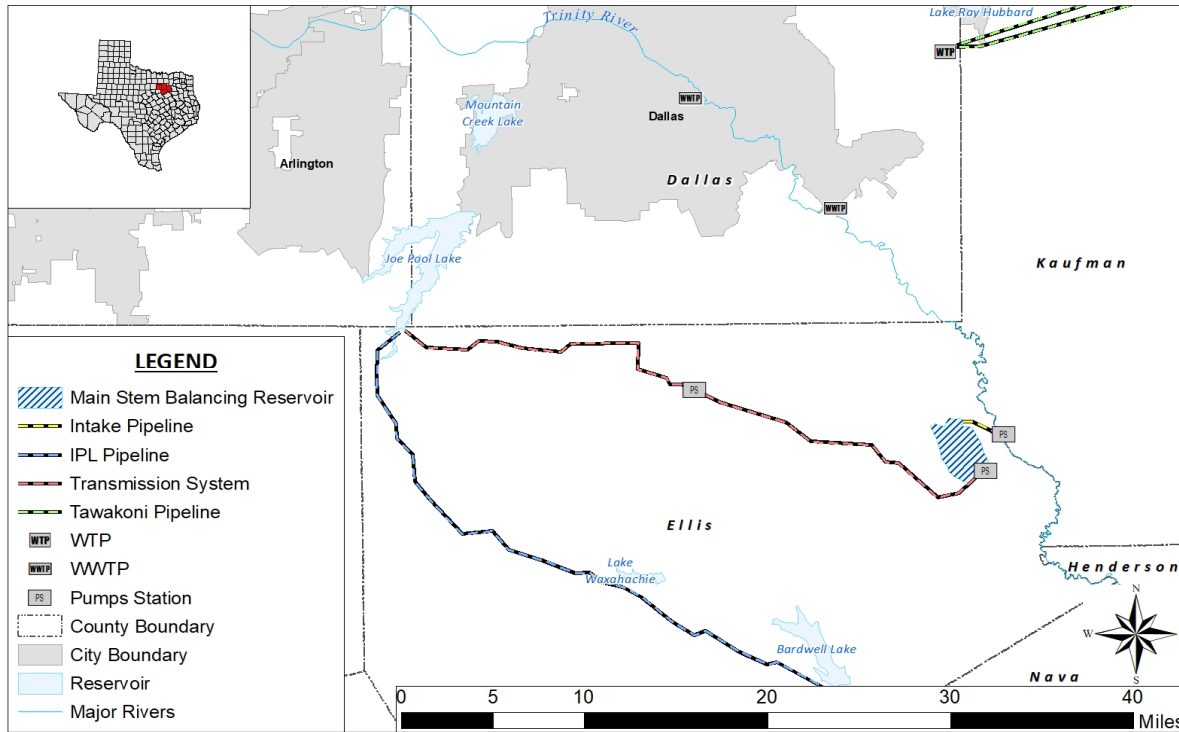 Lake Ray Hubbard
Trinity River
WTP
Mountain
Creek Lake
WWTP
Dallas
Arlington
Dallas
WWTP
Joe Pool Lake
Kaufman
LEGEND
Main Stem Balancing Reservoir
Intake Pipeline
IPL Pipeline
Transmission System
Tawakoni Pipeline
WTP WTP
WWTP WWTP
PS Pumps Station
County Boundary
City Boundary
Reservoir
Major Rivers
PS
PS
PS
Ellis
Lake
Waxahachie
Henderson
Bardwell Lake
N
W
S
Nava
0 5 10 20 30 40
Miles